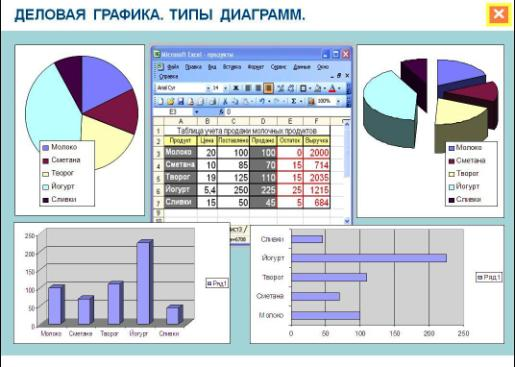 ДЕЛОВАЯ ГРАФИКА. ТИПЫ ДИАГРАММ.
Молоко
Сметана
Творог
Йогурт
Сливки
Microsoft Excel - продукты
Файл Правка Вид Вставка Формат Сервис Данные Окно
Справка
Arial Cyr 14
100%
E3 0
A B C D E F
1 Таблица учета продажи молочных продуктов
2 Продукт Цена Поставлено Продано Остаток Выручка
3 Молоко 20 100 100 0 2000
4 Сметана 10 85 70 15 714
5 Творог 19 125 110 15 2035
6 Йогурт 5,4 250 225 25 1215
7 Сливки 15 50 45 5 684
Молоко
Сметана
Творог
Йогурт
Сливки
250
200
150
100
50
0
Молоко Сметана Творог Йогурт Сливки
Ряд1
Сливки
Йогурт
Творог
Сметана
Молоко
0 50 100 150 200 250
Ряд1